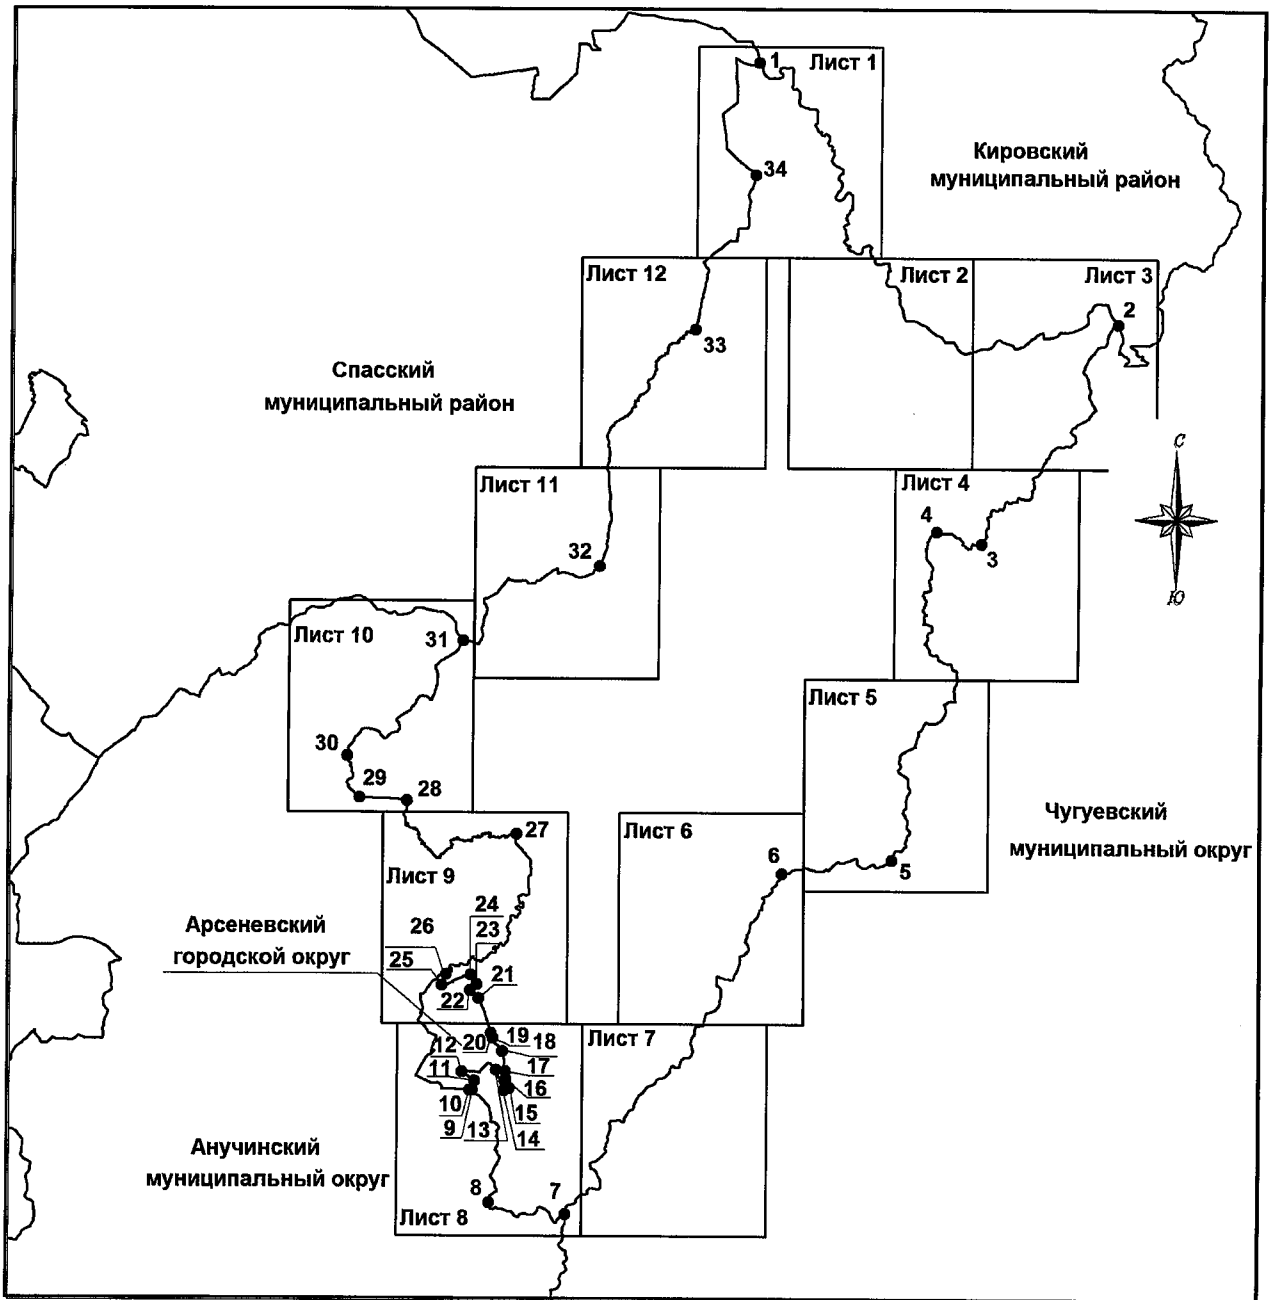 1
Лист 1
Кировский
муниципальный район
34
Лист 12
Лист 2
Лист 3
2
33
Спасский
муниципальный район
С
Лист 11
Лист 4
4
3
32
Ю
Лист 10
31
Лист 5
30
29
28
27
Лист 6
Чугуевский
муниципальный округ
6
5
Лист 9
24
26
23
Арсеневский
городской округ
25
22
21
20
19
18
Лист 7
12
11
17
16
10
15
9
13
14
Анучинский
муниципальный округ
8
7
Лист 8